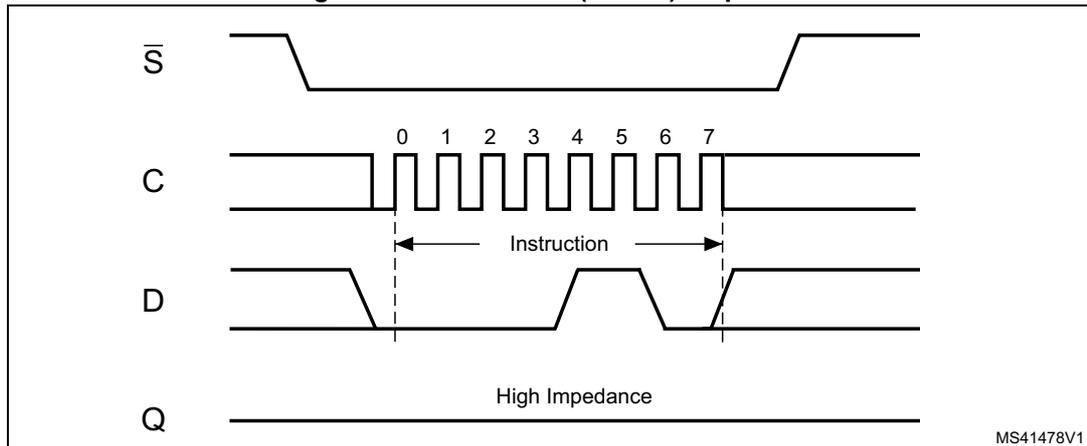 S̅
0 1 2 3 4 5 6 7
C
Instruction
D
High Impedance
Q
MS41478V1